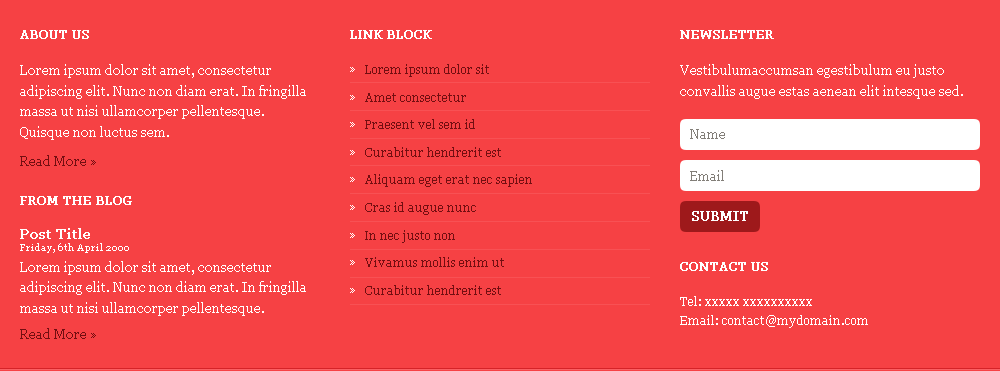 ABOUT US
Lorem ipsum dolor sit amet, consectetur
adipiscing elit. Nunc non diam erat. In fringilla
massa ut nisi ullamcorper pellentesque.
Quisque non luctus sem.
Read More »
FROM THE BLOG
Post Title
Friday, 6th April 2000
Lorem ipsum dolor sit amet, consectetur
adipiscing elit. Nunc non diam erat. In fringilla
massa ut nisi ullamcorper pellentesque.
Read More »
LINK BLOCK
» Lorem ipsum dolor sit
» Amet consectetur
» Praesent vel sem id
» Curabitur hendrerit est
» Aliquam eget erat nec sapien
» Cras id augue nunc
» In nec justo non
» Vivamus mollis enim ut
» Curabitur hendrerit est
NEWSLETTER
Vestibulumaccumsan egestibulum eu justo
convallis augue estas aenean elit intesque sed.
Name
Email
SUBMIT
CONTACT US
Tel: xxxxx xxxxxxxxxx
Email: contact@mydomain.com